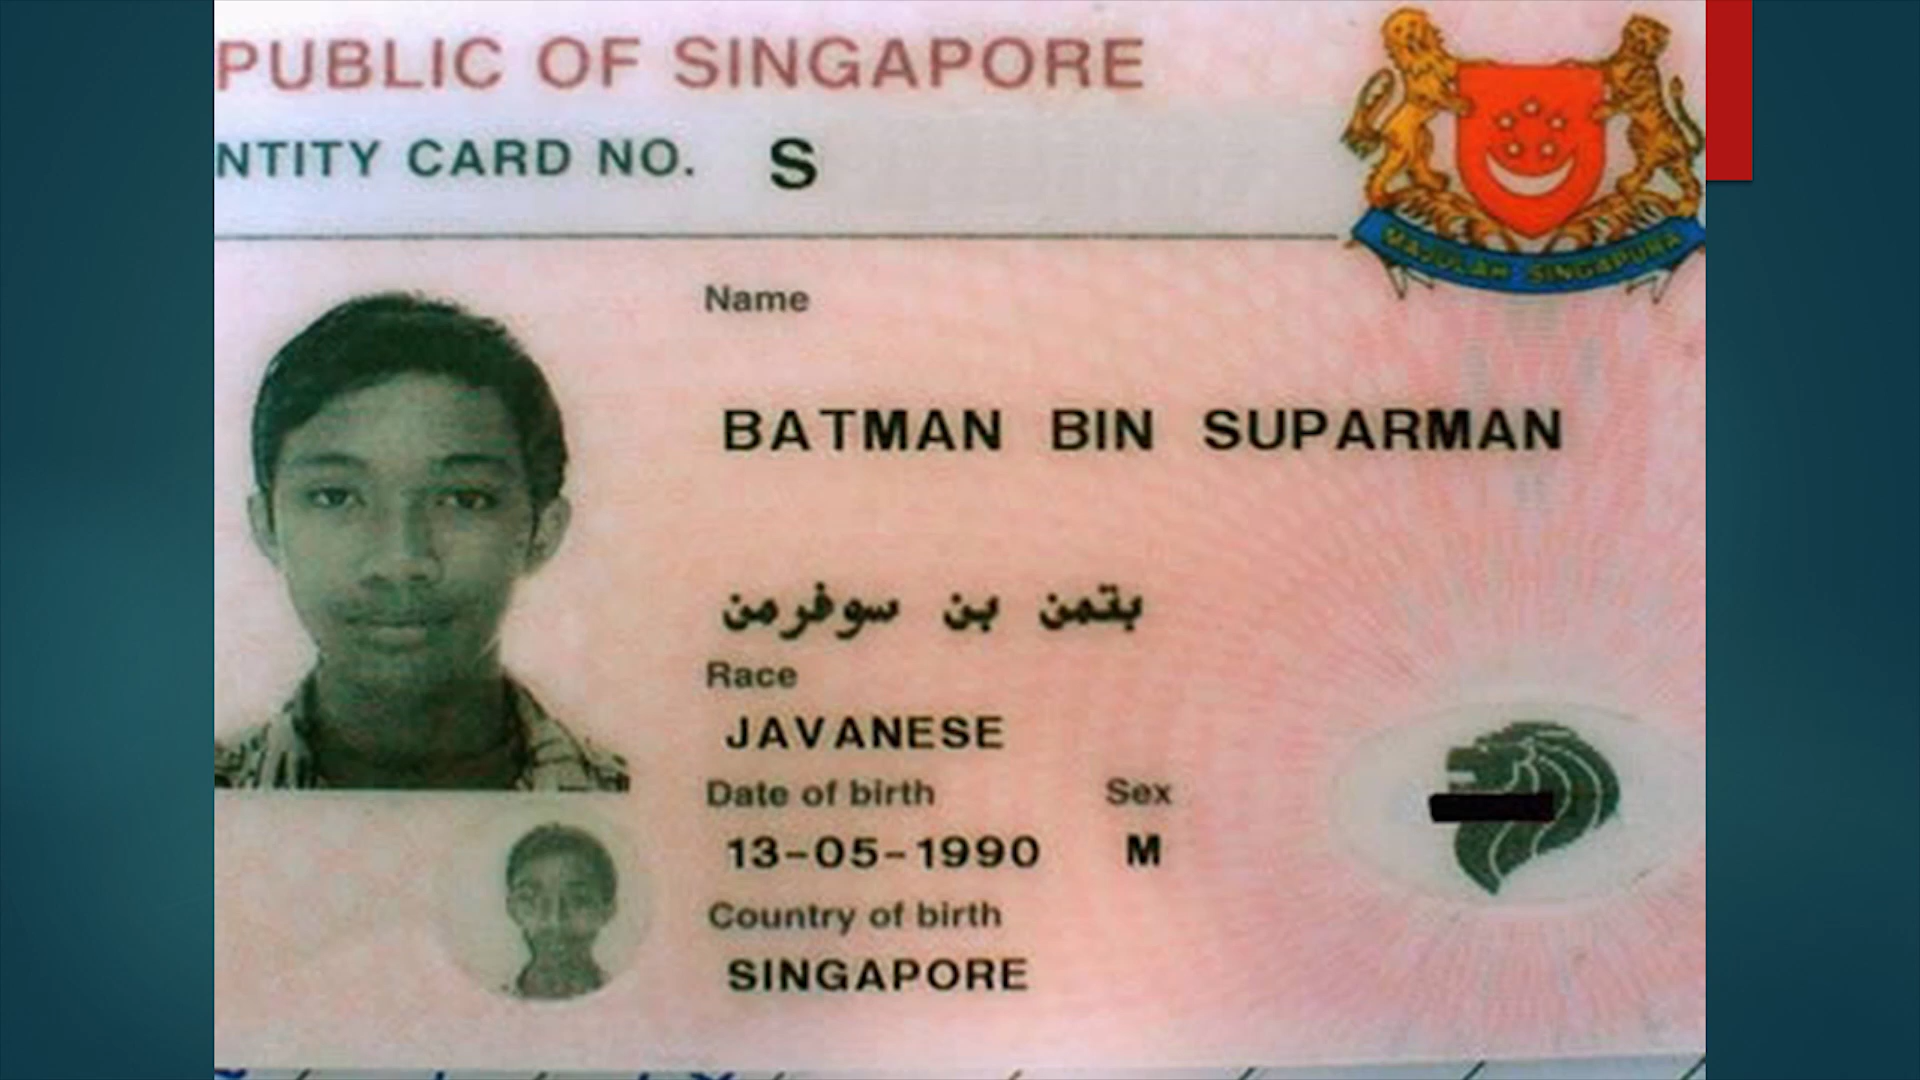 PUBLIC OF SINGAPORE
NTITY CARD NO. S
MAJULAH SINGAPURA
Name
BATMAN BIN SUPARMAN
بتمن بن سوفرمن
Race
JAVANESE
Date of birth Sex
13-05-1990 M
Country of birth
SINGAPORE